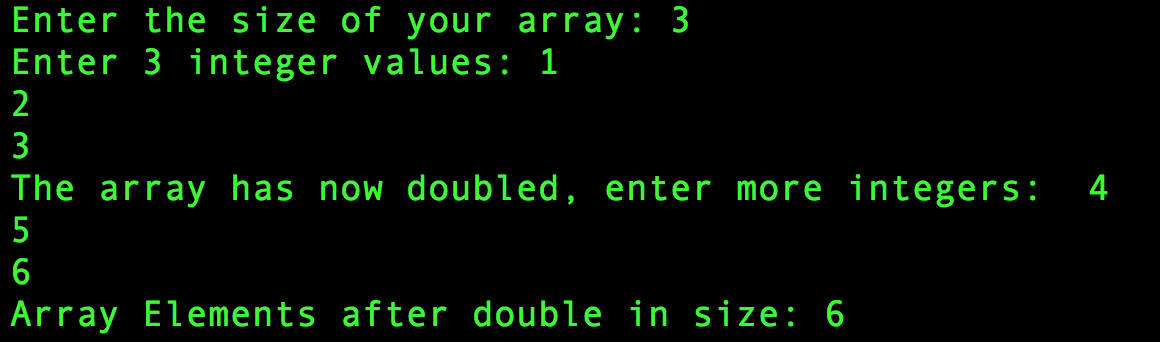 Enter the size of your array: 3
Enter 3 integer values: 1
2
3
The array has now doubled, enter more integers:  4
5
6
Array Elements after double in size: 6